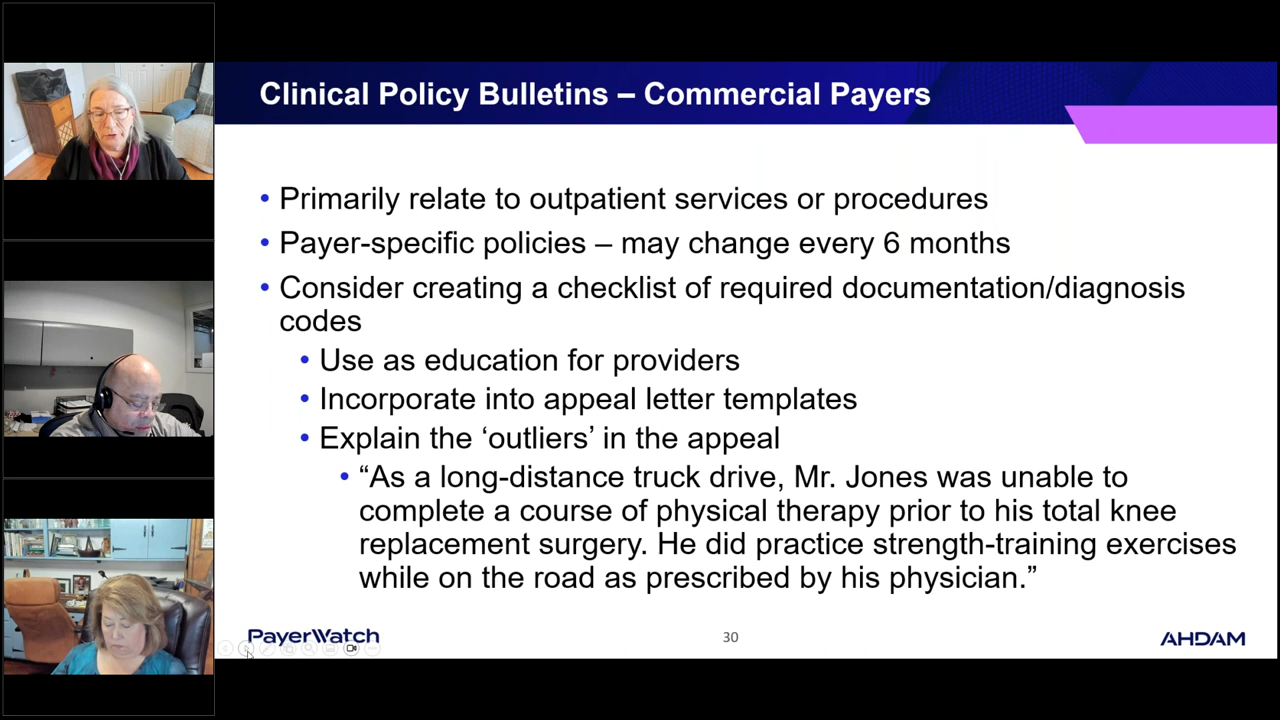 Clinical Policy Bulletins – Commercial Payers
• Primarily relate to outpatient services or procedures
• Payer-specific policies – may change every 6 months
• Consider creating a checklist of required documentation/diagnosis
codes
• Use as education for providers
• Incorporate into appeal letter templates
• Explain the ‘outliers’ in the appeal
• “As a long-distance truck drive, Mr. Jones was unable to
complete a course of physical therapy prior to his total knee
replacement surgery. He did practice strength-training exercises
while on the road as prescribed by his physician.”
PayerWatch
30
AHDAM